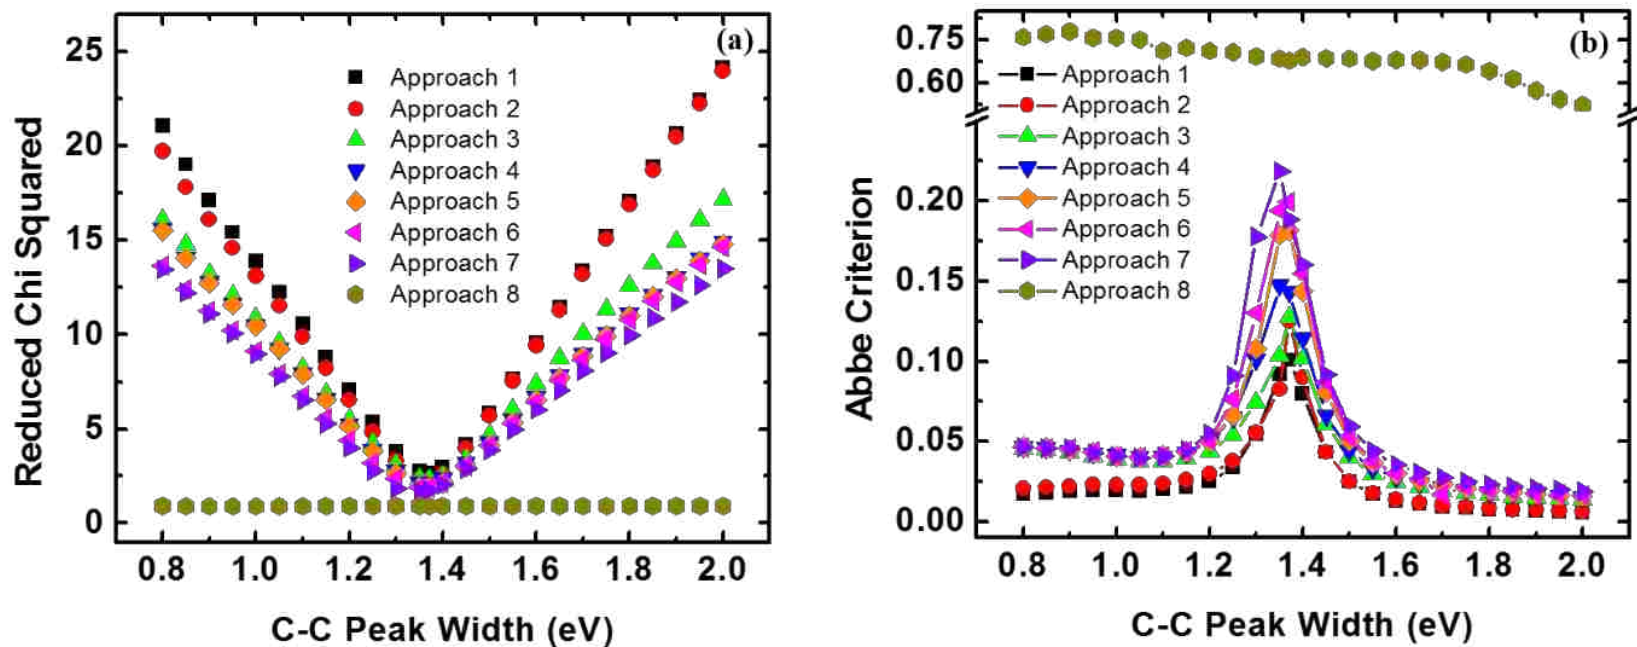 (a)
25
20
15
10
5
0
Reduced Chi Squared
Approach 1
Approach 2
Approach 3
Approach 4
Approach 5
Approach 6
Approach 7
Approach 8
0.8 1.0 1.2 1.4 1.6 1.8 2.0
C-C Peak Width (eV)
(b)
0.75
0.60
0.20
0.15
0.10
0.05
0.00
Abbe Criterion
Approach 1
Approach 2
Approach 3
Approach 4
Approach 5
Approach 6
Approach 7
Approach 8
0.8 1.0 1.2 1.4 1.6 1.8 2.0
C-C Peak Width (eV)